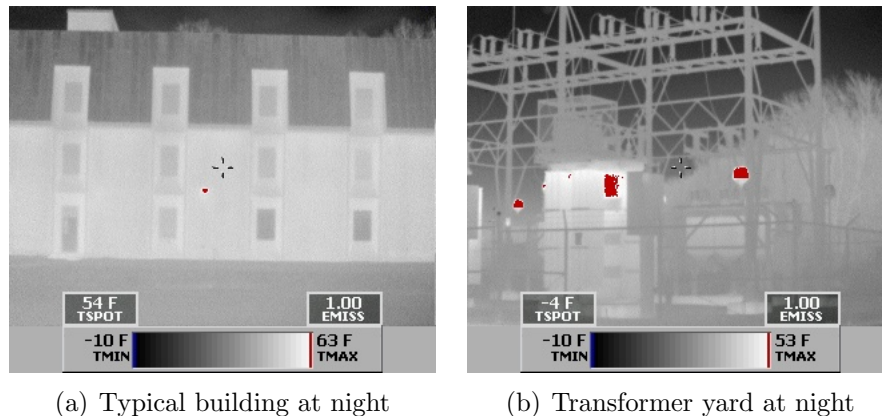 54 F
TSPOT
1.00
EMISS
-10 F
TMIN
63 F
TMAX
-4 F
TSPOT
1.00
EMISS
-10 F
TMIN
53 F
TMAX
(a) Typical building at night
(b) Transformer yard at night